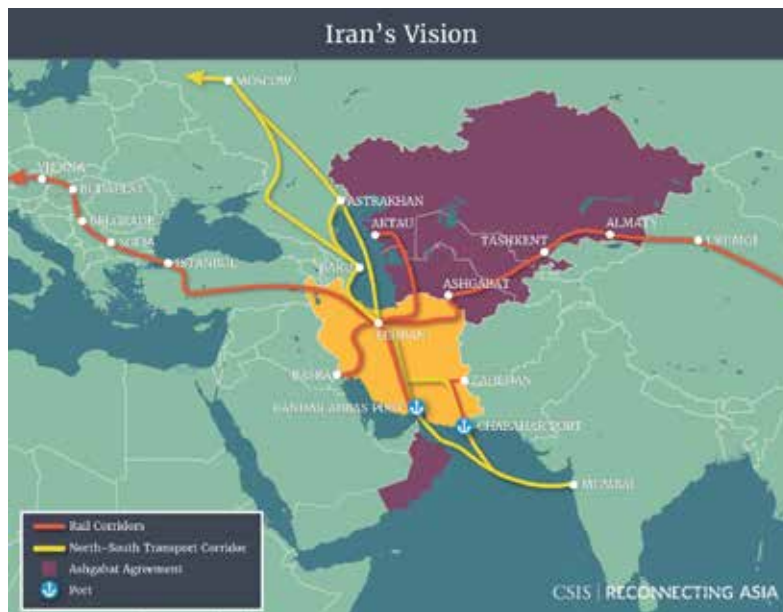 Iran's Vision
MOSCOW
VIENNA
BUDAPEST
BELGRADE
SOFIA
ISTANBUL
ASTRAKHAN
AKTAU
BAKU
TASHKENT
ALMATY
URUMQI
ASHGABAT
TEHRAN
BASRA
ZAHEDAN
BANDAR ABBAS PORT
CHABAHAR PORT
MUMBAI
Rail Corridors
North–South Transport Corridor
Ashgabat Agreement
Port
CSIS | RECONNECTING ASIA